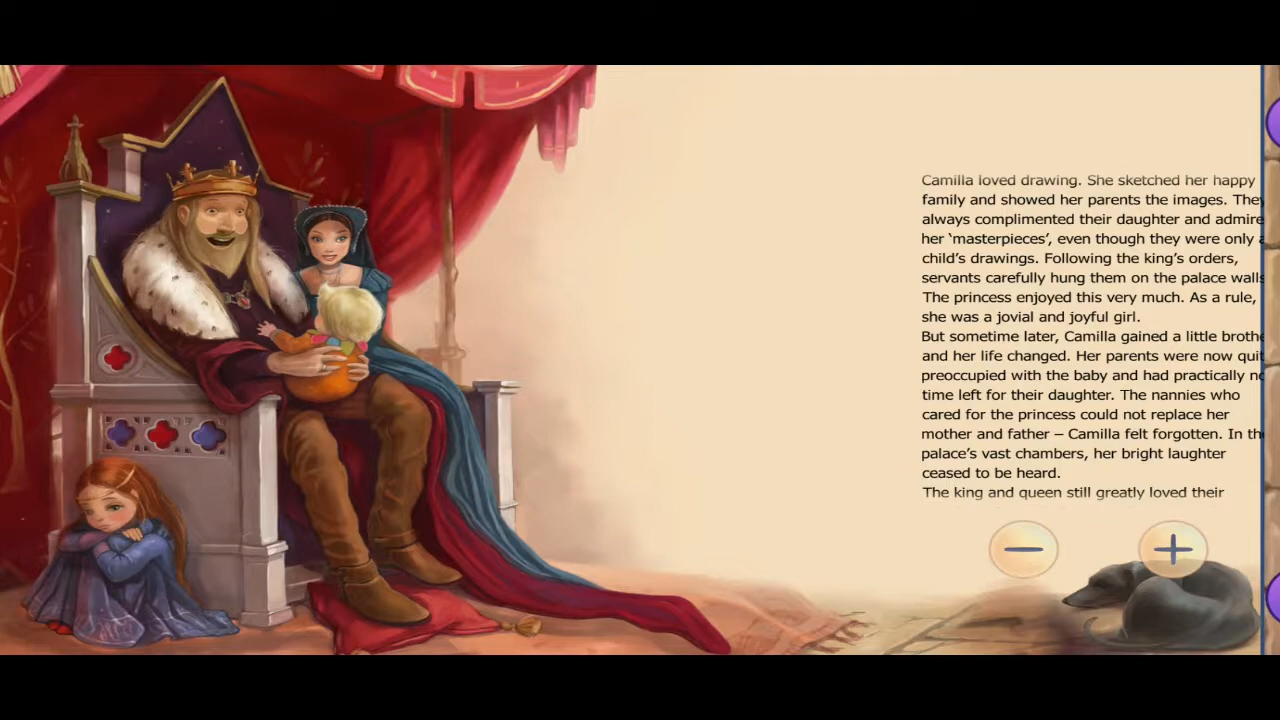 Camilla loved drawing. She sketched her happy
family and showed her parents the images. They
always complimented their daughter and admire
her ‘masterpieces’, even though they were only a
child’s drawings. Following the king’s orders,
servants carefully hung them on the palace walls
The princess enjoyed this very much. As a rule,
she was a jovial and joyful girl.
But sometime later, Camilla gained a little brothe
and her life changed. Her parents were now quit
preoccupied with the baby and had practically no
time left for their daughter. The nannies who
cared for the princess could not replace her
mother and father – Camilla felt forgotten. In th
palace’s vast chambers, her bright laughter
ceased to be heard.
The king and queen still greatly loved their